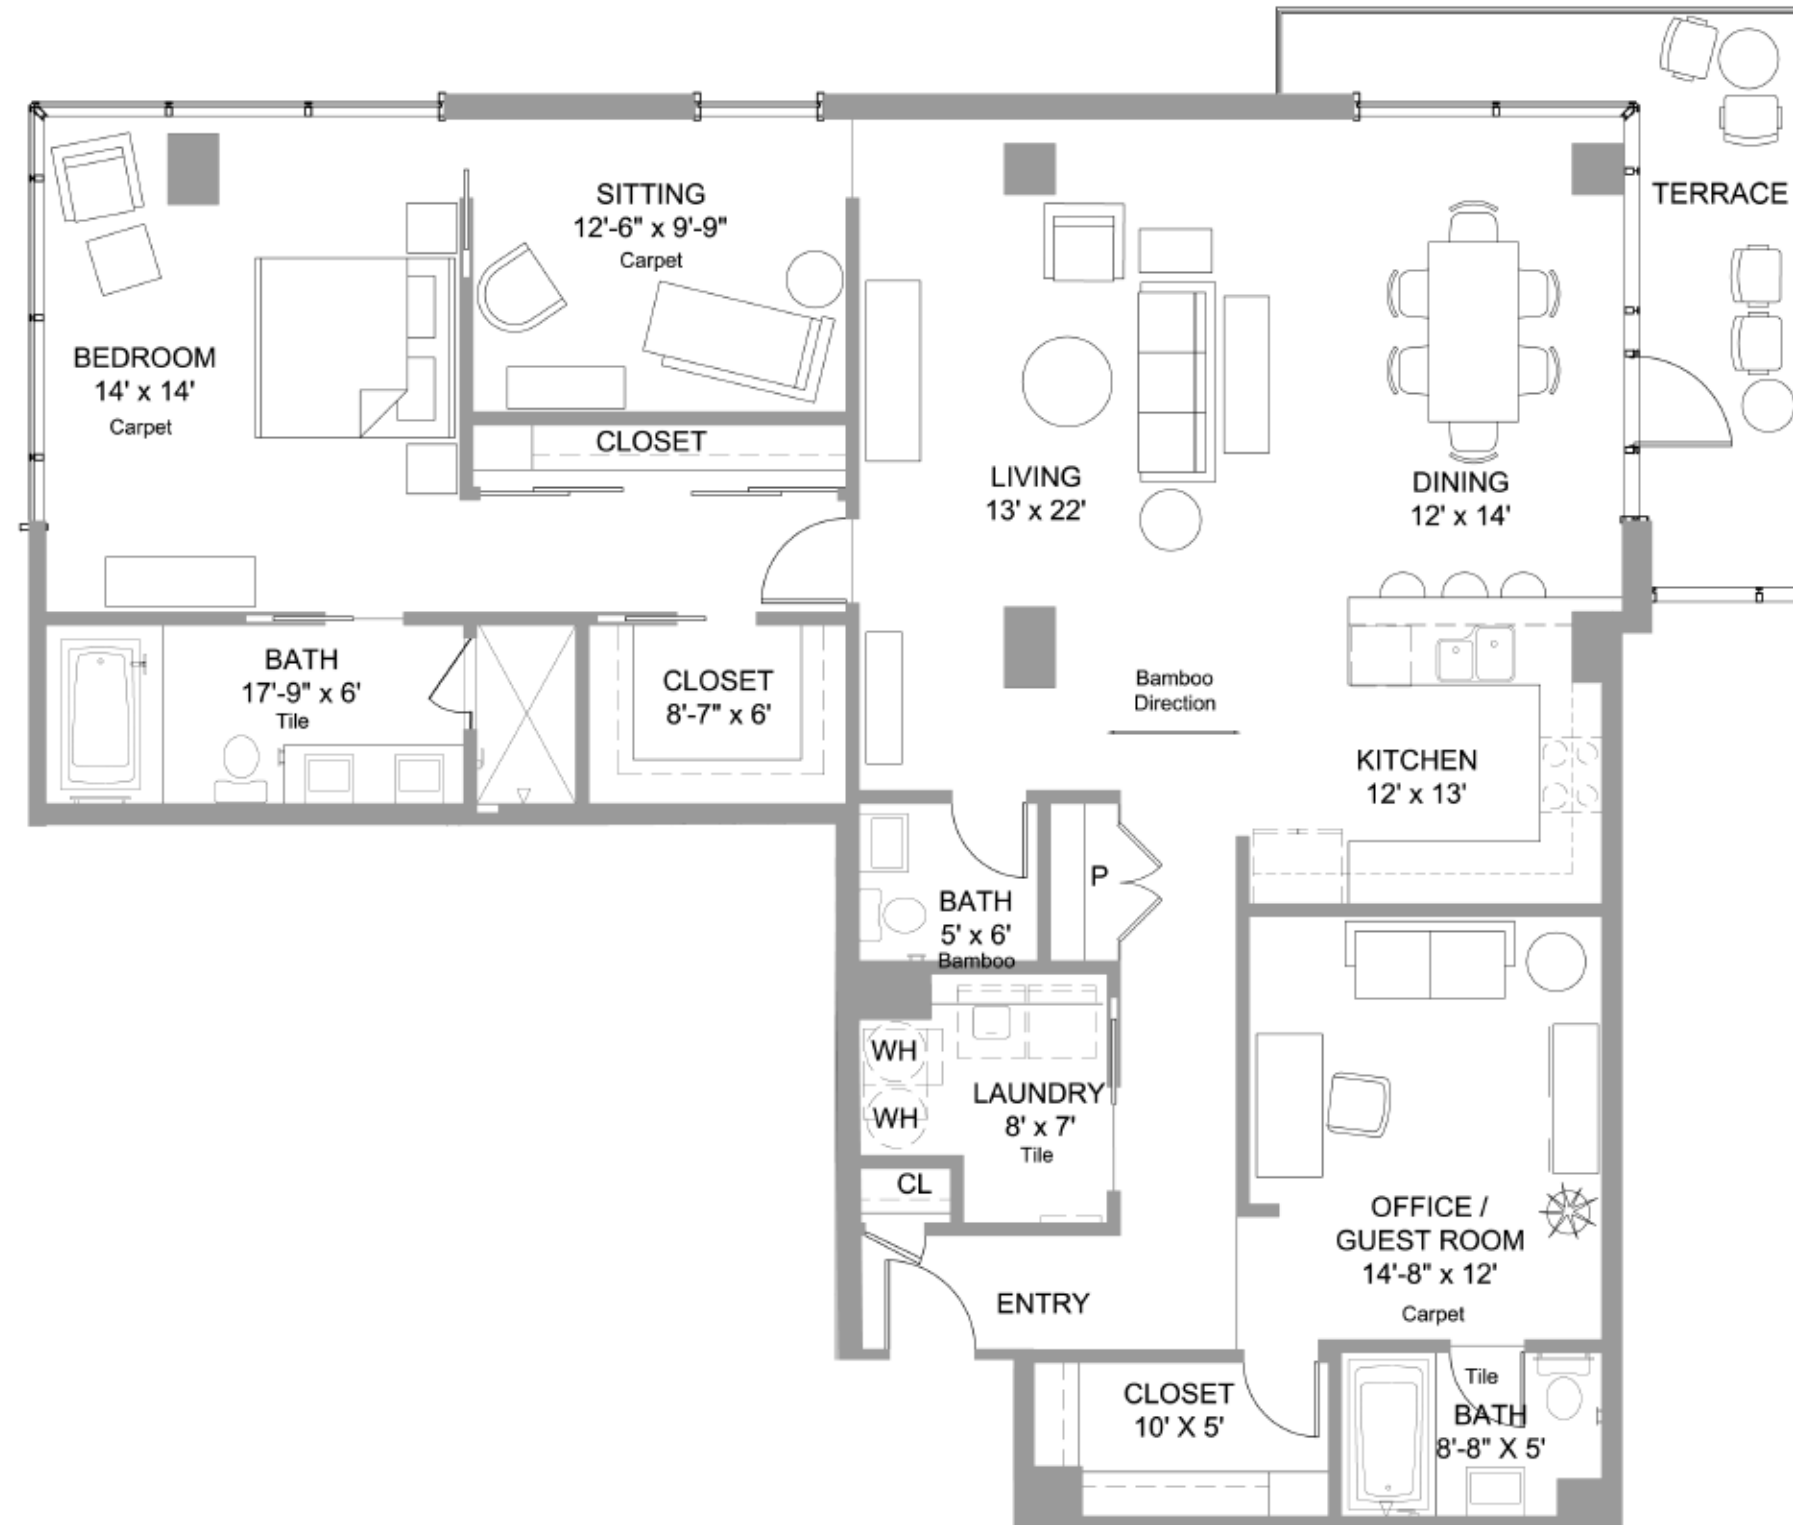 TERRACE
SITTING
12'-6" x 9'-9"
Carpet
BEDROOM
14' x 14'
Carpet
CLOSET
LIVING
13' x 22'
DINING
12' x 14'
BATH
17'-9" x 6'
Tile
CLOSET
8'-7" x 6'
Bamboo
Direction
KITCHEN
12' x 13'
P
BATH
5' x 6'
Bamboo
WH
WH
LAUNDRY
8' x 7'
Tile
CL
OFFICE /
GUEST ROOM
14'-8" x 12'
Carpet
ENTRY
CLOSET
10' X 5'
Tile
BATH
8'-8" X 5'